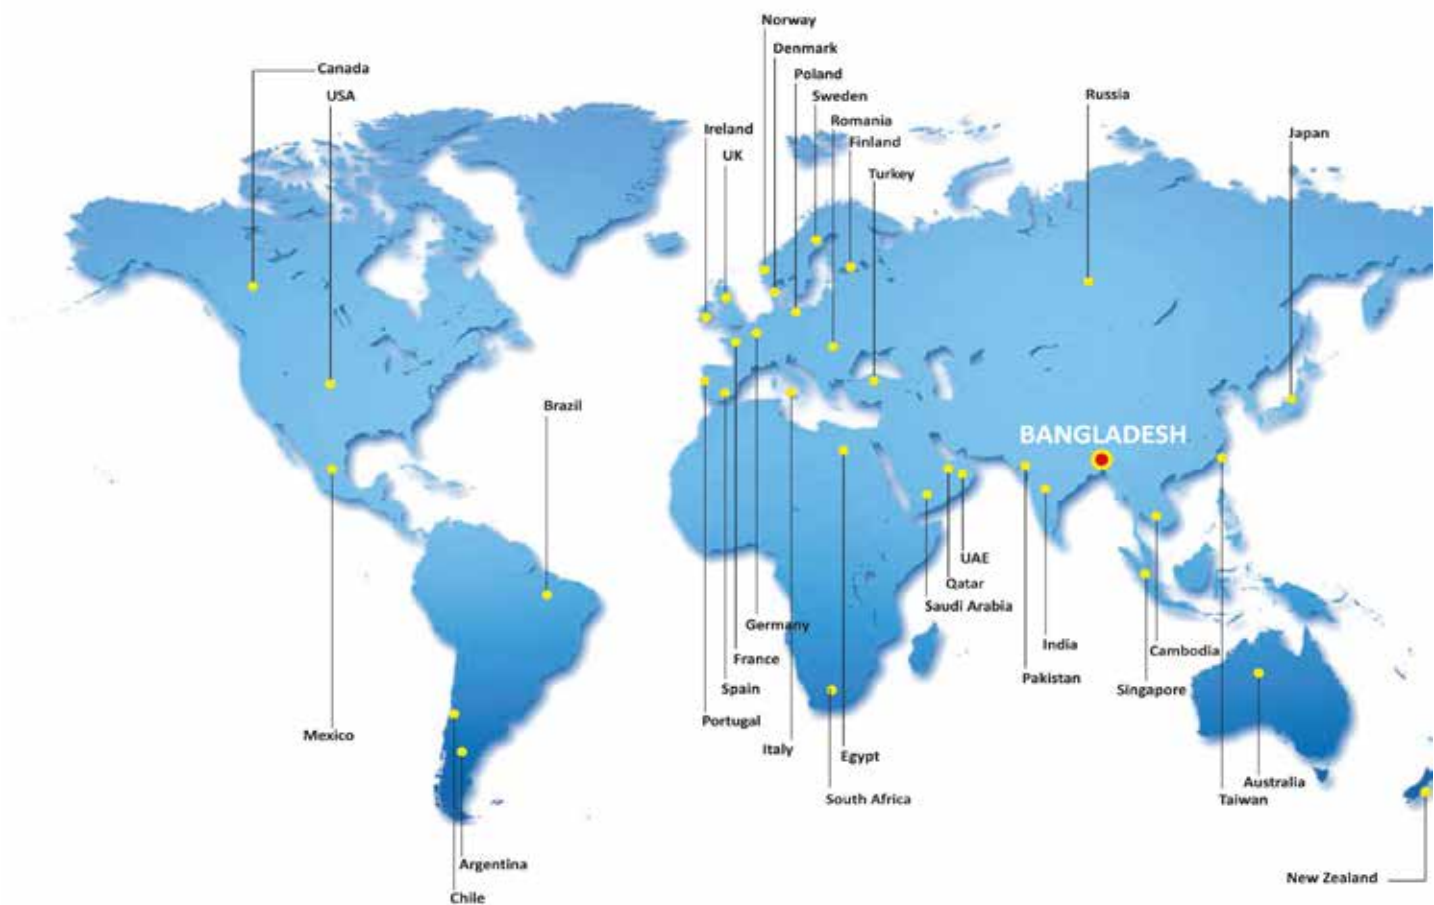 Norway
Denmark
Canada
Poland
USA
Sweden
Russia
Romania
Ireland
Finland
Japan
UK
Turkey
Brazil
BANGLADESH
UAE
Qatar
Saudi Arabia
Germany
India
Cambodia
France
Pakistan
Spain
Singapore
Portugal
Mexico
Italy
Egypt
Australia
South Africa
Taiwan
Argentina
New Zealand
Chile